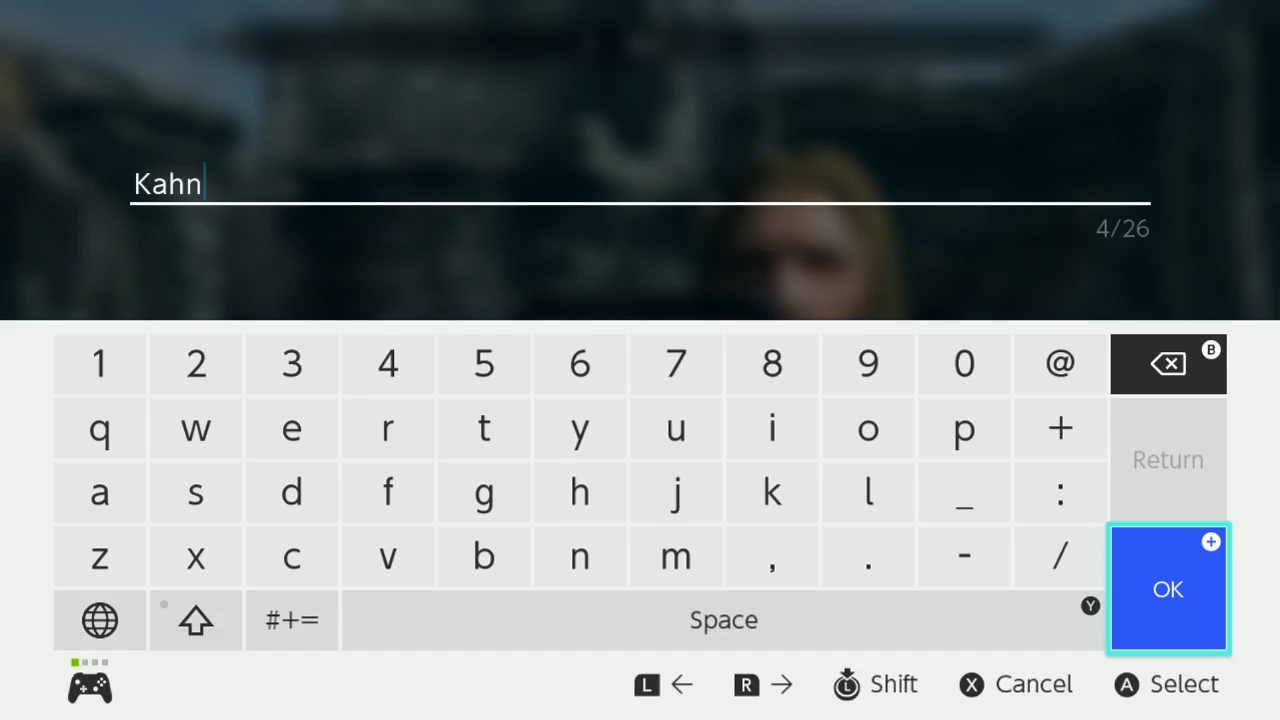 Kahn
4/26
1 2 3 4 5 6 7 8 9 0 @ B
q w e r t y u i o p + Return
a s d f g h j k l _ :
z x c v b n m , . - / + OK
#+= Space Y
L ← R → L Shift X Cancel A Select